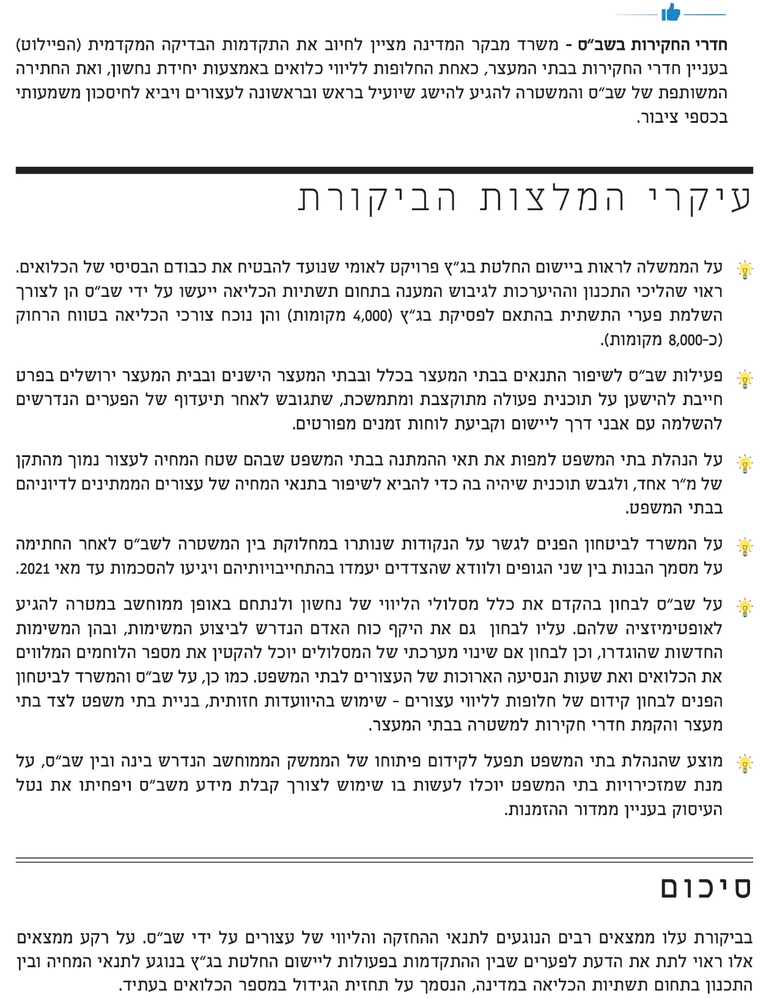 חדרי החקירות בשב"ס - משרד מבקר המדינה מציין לחיוב את התקדמות הבדיקה המקדמית (הפיילוט)
בעניין חדרי החקירות בבתי המעצר, כאחת החלופות לליווי כלואים באמצעות יחידת נחשון, ואת החתירה
המשותפת של שב"ס והמשטרה להגיע להישג שיועיל בראש ובראשונה לעצורים ויביא לחיסכון משמעותי
בכספי ציבור.
עיקרי המלצות הביקורת
על הממשלה לראות ביישום החלטת בג"ץ פרויקט לאומי שנועד להבטיח את כבודם הבסיסי של הכלואים.
ראוי שהליכי התכנון וההיערכות לגיבוש המענה בתחום תשתיות הכליאה ייעשו על ידי שב"ס הן לצורך
השלמת פערי התשתית בהתאם לפסיקת בג"ץ (4,000 מקומות) והן נוכח צורכי הכליאה בטווח הרחוק
(כ-8,000 מקומות).
פעילות שב"ס לשיפור התנאים בבתי המעצר בכלל ובבתי המעצר הישנים ובבית המעצר ירושלים בפרט
חייבת להישען על תוכנית פעולה מתוקצבת ומתמשכת, שתגובש לאחר תיעדוף של הפערים הנדרשים
להשלמה עם אבני דרך ליישום וקביעת לוחות זמנים מפורטים.
על הנהלת בתי המשפט למפות את תאי ההמתנה בבתי המשפט שבהם שטח המחיה לעצור נמוך מהתקן
של מ"ר אחד, ולגבש תוכנית שיהיה בה כדי להביא לשיפור בתנאי המחיה של עצורים הממתינים לדיוניהם
בבתי המשפט.
על המשרד לביטחון הפנים לגשר על הנקודות שנותרו במחלוקת בין המשטרה לשב"ס לאחר החתימה
על מסמך הבנות בין שני הגופים ולוודא שהצדדים יעמדו בהתחייבויותיהם ויגיעו להסכמות עד מאי 2021.
על שב"ס לבחון בהקדם את כלל מסלולי הליווי של נחשון ולנתחם באופן ממוחשב במטרה להגיע
לאופטימיזציה שלהם. עליו לבחון גם את היקף כוח האדם הנדרש לביצוע המשימות, ובהן המשימות
החדשות שהוגדרו, וכן לבחון אם שינוי מערכתי של המסלולים יוכל להקטין את מספר הלוחמים המלווים
את הכלואים ואת שעות הנסיעה הארוכות של העצורים לבתי המשפט. כמו כן, על שב"ס והמשרד לביטחון
הפנים לבחון קידום של חלופות לליווי עצורים - שימוש בהיוועדות חזותית, בניית בתי משפט לצד בתי
מעצר והקמת חדרי חקירות למשטרה בבתי המעצר.
מוצע שהנהלת בתי המשפט תפעל לקידום פיתוחו של הממשק הממוחשב הנדרש בינה ובין שב"ס, על
מנת שמזכירויות בתי המשפט יוכלו לעשות בו שימוש לצורך קבלת מידע משב"ס ויפחיתו את נטל
העיסוק בעניין ממדור ההזמנות.
סיכום
בביקורת עלו ממצאים רבים הנוגעים לתנאי ההחזקה והליווי של עצורים על ידי שב"ס. על רקע ממצאים
אלו ראוי לתת את הדעת לפערים שבין ההתקדמות בפעולות ליישום החלטת בג"ץ בנוגע לתנאי המחיה ובין
התכנון בתחום תשתיות הכליאה במדינה, הנסמך על תחזית הגידול במספר הכלואים בעתיד.